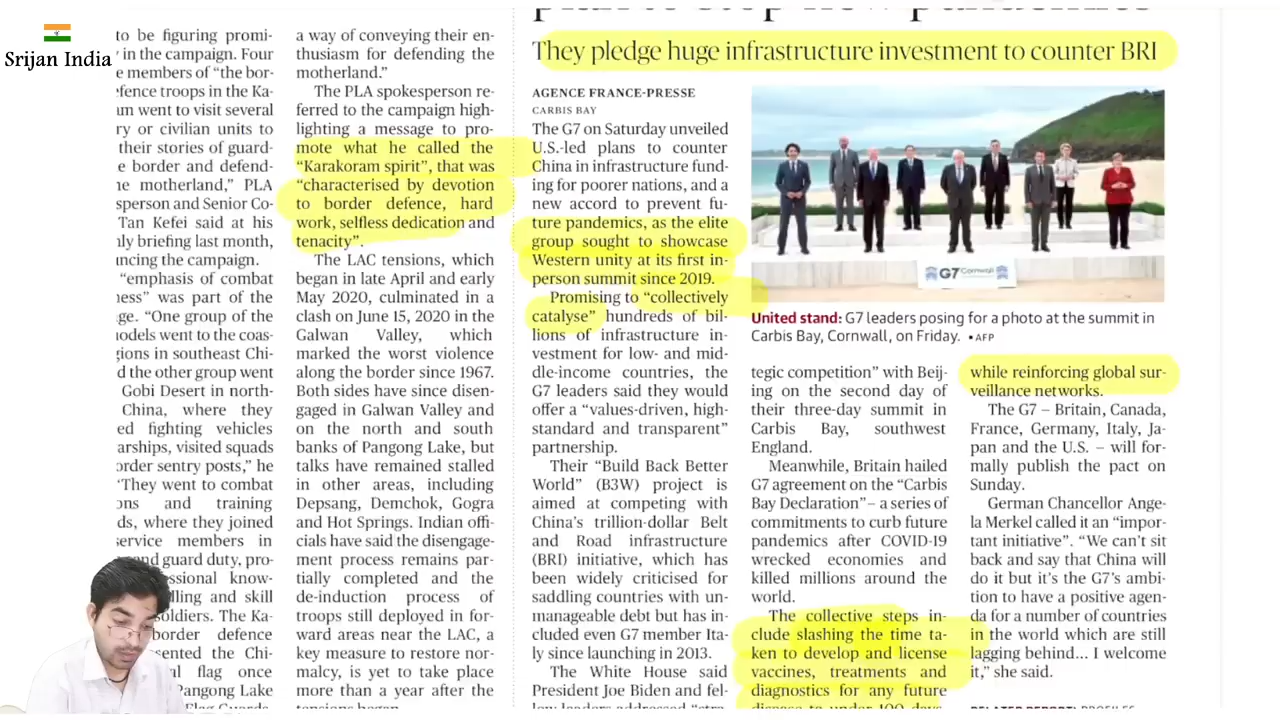 Srijan India
to be figuring promi-
in the campaign. Four
members of "the bor-
efence troops in the Ka-
went to visit several
or civilian units to
their stories of guard-
border and defend-
motherland," PLA
and Senior Co-
Tan Kefei said at his
briefing last month,
the campaign.
"emphasis of combat
was part of the
"One group of the
went to the coas-
in southeast Chi-
the other group went
Gobi Desert in north-
China, where they
fighting vehicles
visited squads
sentry posts," he
"They went to combat
and training
where they joined
service members in
and guard duty, pro-
know-
and skill
soldiers. The Ka-
border defence
the Chi-
flag once
Pangong Lake
a way of conveying their en-
thusiasm for defending the
motherland."
The PLA spokesperson re-
ferred to the campaign high-
lighting a message to pro-
mote what he called the
"Karakoram spirit", that was
"characterised by devotion
to border defence, hard
work, selfless dedication and
tenacity".
The LAC tensions, which
began in late April and early
May 2020, culminated in a
clash on June 15, 2020 in the
Galwan Valley, which
marked the worst violence
along the border since 1967.
Both sides have since disen-
gaged in Galwan Valley and
on the north and south
banks of Pangong Lake, but
talks have remained stalled
in other areas, including
Depsang, Demchok, Gogra
and Hot Springs. Indian offi-
cials have said the disengage-
ment process remains par-
tially completed and the
de-induction process of
troops still deployed in for-
ward areas near the LAC, a
key measure to restore nor-
malcy, is yet to take place
more than a year after the
tensions began.
plan to stop new pandemics
They pledge huge infrastructure investment to counter BRI
AGENCE FRANCE-PRESSE
CARBIS BAY
The G7 on Saturday unveiled
U.S.-led plans to counter
China in infrastructure fund-
ing for poorer nations, and a
new accord to prevent fu-
ture pandemics, as the elite
group sought to showcase
Western unity at its first in-
person summit since 2019.
Promising to "collectively
catalyse" hundreds of bil-
lions of infrastructure in-
vestment for low- and mid-
dle-income countries, the
G7 leaders said they would
offer a "values-driven, high-
standard and transparent"
partnership.
Their "Build Back Better
World" (B3W) project is
aimed at competing with
China's trillion-dollar Belt
and Road infrastructure
(BRI) initiative, which has
been widely criticised for
saddling countries with un-
manageable debt but has in-
cluded even G7 member Ita-
ly since launching in 2013.
The White House said
President Joe Biden and fel-
low leaders addressed "stra-
G7 Cornwall
United stand: G7 leaders posing for a photo at the summit in
Carbis Bay, Cornwall, on Friday. •AFP
tegic competition" with Beij-
ing on the second day of
their three-day summit in
Carbis Bay, southwest
England.
Meanwhile, Britain hailed
G7 agreement on the "Carbis
Bay Declaration"– a series of
commitments to curb future
pandemics after COVID-19
wrecked economies and
killed millions around the
world.
The collective steps in-
clude slashing the time ta-
ken to develop and license
vaccines, treatments and
diagnostics for any future
disease to under 100 days,
while reinforcing global sur-
veillance networks.
The G7 – Britain, Canada,
France, Germany, Italy, Ja-
pan and the U.S. – will for-
mally publish the pact on
Sunday.
German Chancellor Ange-
la Merkel called it an "impor-
tant initiative". "We can't sit
back and say that China will
do it but it's the G7's ambi-
tion to have a positive agen-
da for a number of countries
in the world which are still
lagging behind... I welcome
it," she said.